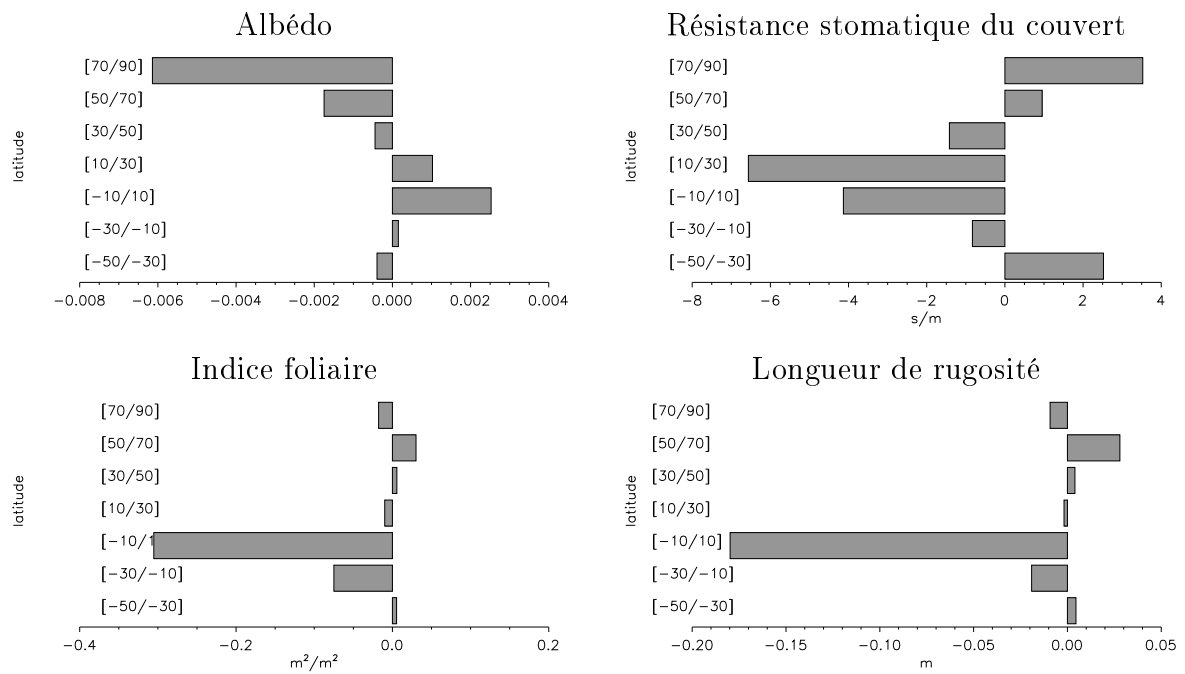 Albédo
[70/90]
[50/70]
[30/50]
[10/30]
[−10/10]
[−30/−10]
[−50/−30]
latitude
−0.008 −0.006 −0.004 −0.002 0.000 0.002 0.004
Résistance stomatique du couvert
[70/90]
[50/70]
[30/50]
[10/30]
[−10/10]
[−30/−10]
[−50/−30]
latitude
−8 −6 −4 −2 0 2 4
s/m
Indice foliaire
[70/90]
[50/70]
[30/50]
[10/30]
[−10/1
[−30/−10]
[−50/−30]
latitude
−0.4 −0.2 0.0 0.2
m²/m²
Longueur de rugosité
[70/90]
[50/70]
[30/50]
[10/30]
[−10/10]
[−30/−10]
[−50/−30]
latitude
−0.20 −0.15 −0.10 −0.05 0.00 0.05
m